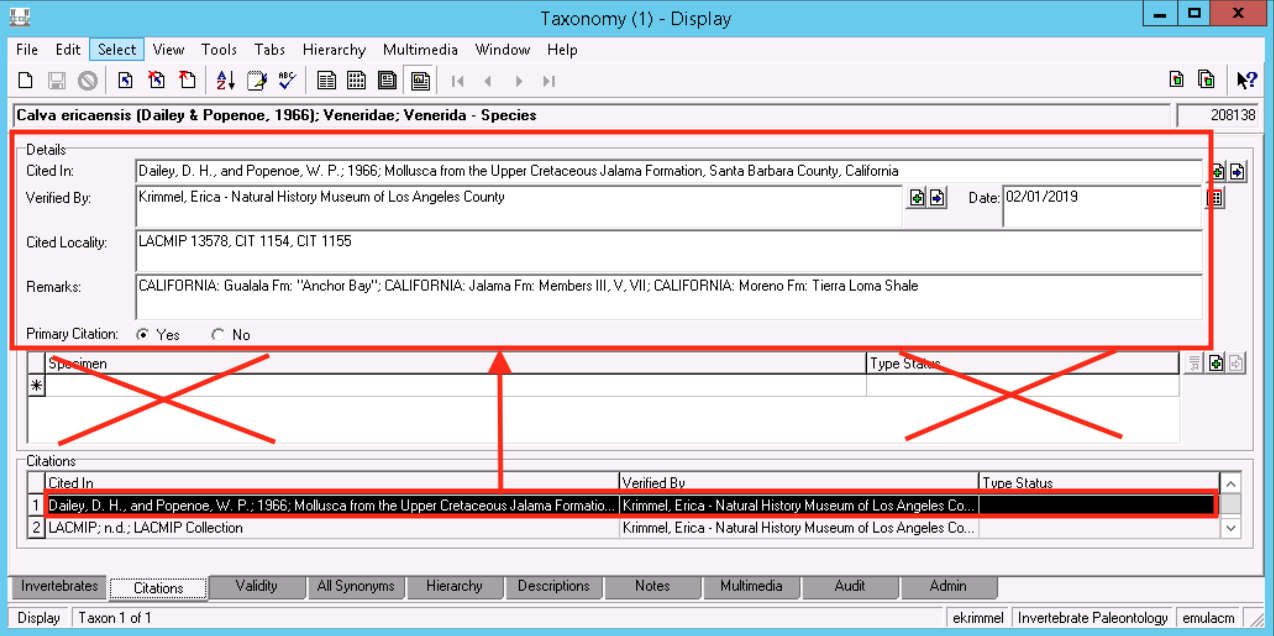 Taxonomy (1) - Display
File Edit Select View Tools Tabs Hierarchy Multimedia Window Help
Calva ericaensis (Dailey & Popenoe, 1966); Veneridae; Venerida - Species 208138
Details
Cited In: Dailey, D. H., and Popenoe, W. P.; 1966; Mollusca from the Upper Cretaceous Jalama Formation, Santa Barbara County, California
Verified By: Krimmel, Erica - Natural History Museum of Los Angeles County Date: 02/01/2019
Cited Locality: LACMIP 13578, CIT 1154, CIT 1155
Remarks: CALIFORNIA: Gualala Fm: "Anchor Bay"; CALIFORNIA: Jalama Fm: Members III, V, VII; CALIFORNIA: Moreno Fm: Tierra Loma Shale
Primary Citation: Yes No
Specimen Type Status
Citations
Cited In Verified By Type Status
1 Dailey, D. H., and Popenoe, W. P.; 1966; Mollusca from the Upper Cretaceous Jalama Formatio... Krimmel, Erica - Natural History Museum of Los Angeles Co...
2 LACMIP; n.d.; LACMIP Collection Krimmel, Erica - Natural History Museum of Los Angeles Co...
Invertebrates Citations Validity All Synonyms Hierarchy Descriptions Notes Multimedia Audit Admin
Display Taxon 1 of 1 ekrimmel Invertebrate Paleontology emulacm